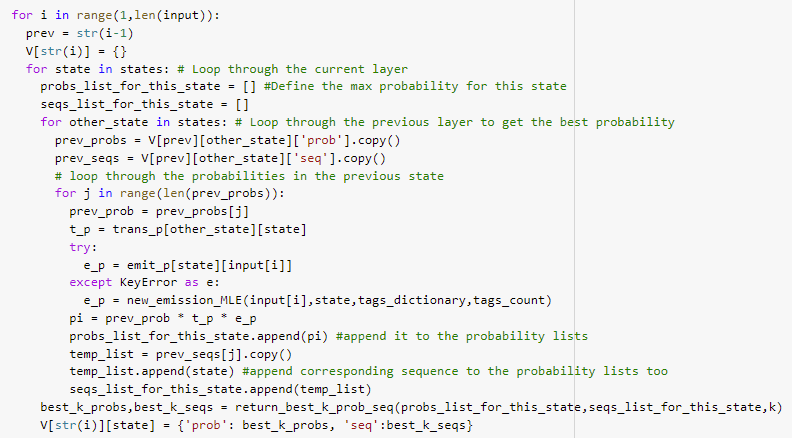 for i in range(1,len(input)):
prev = str(i-1)
V[str(i)] = {}
for state in states: # Loop through the current layer
probs_list_for_this_state = [] #Define the max probability for this state
seqs_list_for_this_state = []
for other_state in states: # Loop through the previous layer to get the best probability
prev_probs = V[prev][other_state]['prob'].copy()
prev_seqs = V[prev][other_state]['seq'].copy()
# loop through the probabilities in the previous state
for j in range(len(prev_probs)):
prev_prob = prev_probs[j]
t_p = trans_p[other_state][state]
try:
e_p = emit_p[state][input[i]]
except KeyError as e:
e_p = new_emission_MLE(input[i],state,tags_dictionary,tags_count)
pi = prev_prob * t_p * e_p
probs_list_for_this_state.append(pi) #append it to the probability lists
temp_list = prev_seqs[j].copy()
temp_list.append(state) #append corresponding sequence to the probability lists too
seqs_list_for_this_state.append(temp_list)
best_k_probs,best_k_seqs = return_best_k_prob_seq(probs_list_for_this_state,seqs_list_for_this_state,k)
V[str(i)][state] = {'prob': best_k_probs, 'seq':best_k_seqs}